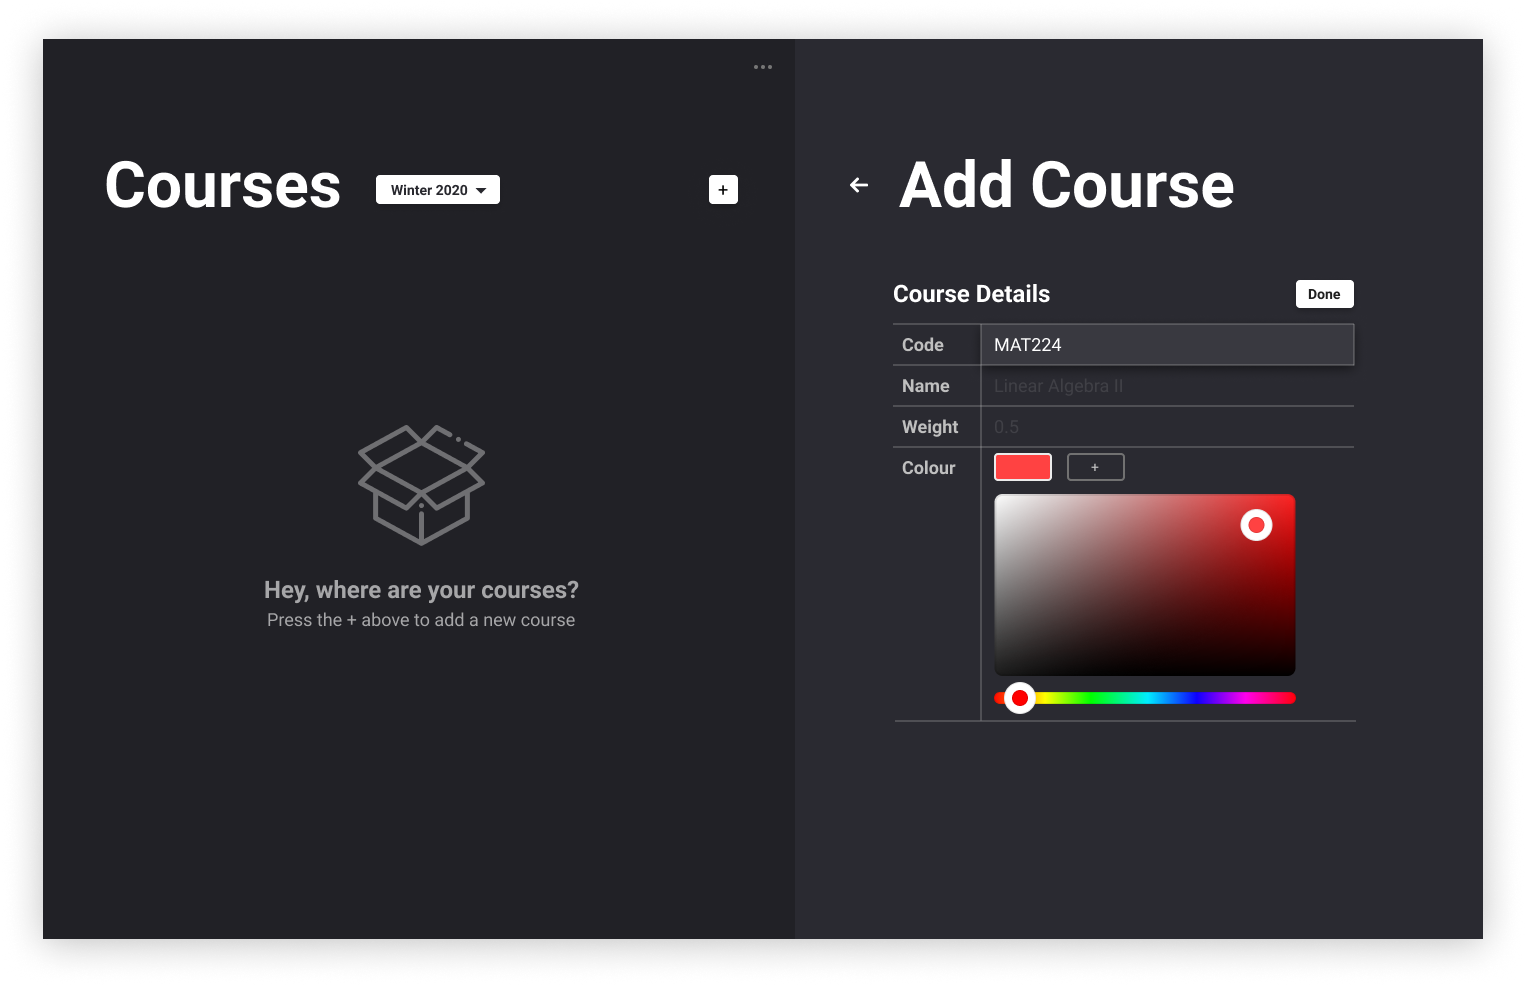 Courses
Winter 2020
+
Hey, where are your courses?
Press the + above to add a new course
Add Course
Course Details
Done
Code
MAT224
Name
Linear Algebra II
Weight
0.5
Colour
+